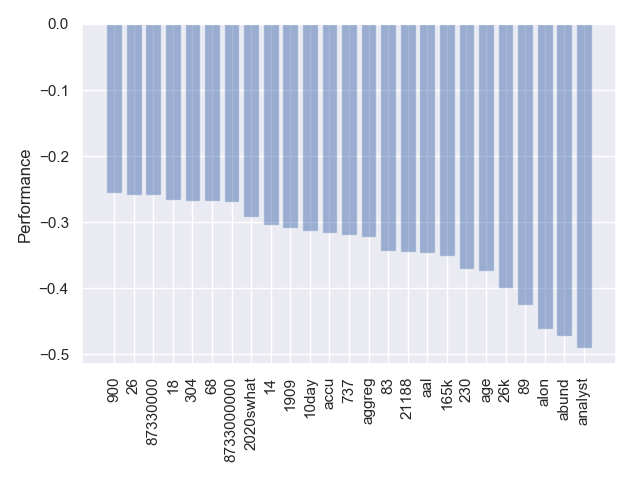 0.0
−0.1
−0.2
−0.3
−0.4
−0.5
Performance
900
26
87330000
18
304
68
8733000000
2020swhat
14
1909
10day
accu
737
aggreg
83
21188
aal
165k
230
age
26k
89
alon
abund
analyst